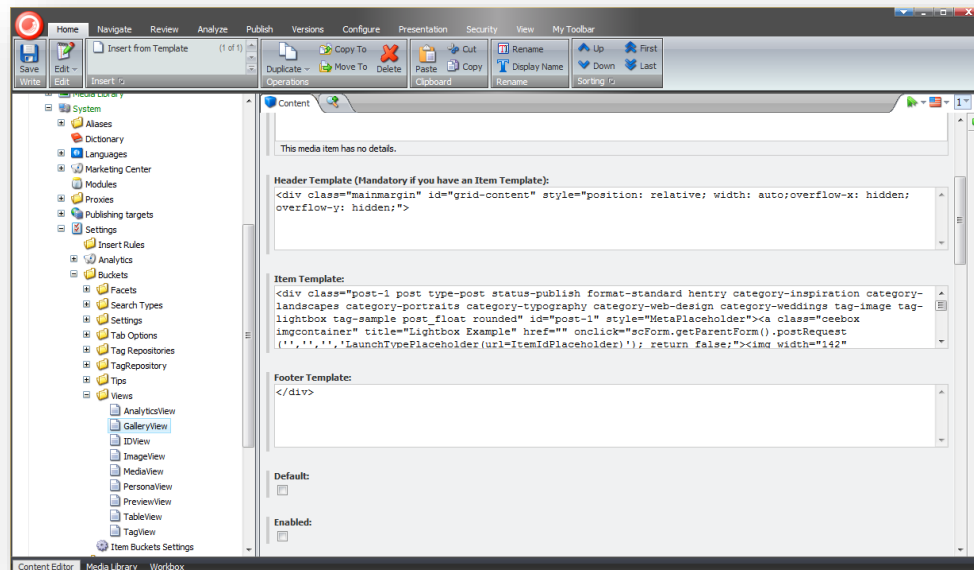 Home Navigate Review Analyze Publish Versions Configure Presentation Security View My Toolbar
Insert from Template (1 of 1) Copy To Cut Rename Up First
Save Edit Duplicate Move To Delete Paste Copy Display Name Down Last
Write Edit Insert Operations Clipboard Rename Sorting
Media Library
System
Aliases
Dictionary
Languages
Marketing Center
Modules
Proxies
Publishing targets
Settings
Insert Rules
Analytics
Buckets
Facets
Search Types
Settings
Tab Options
Tag Repositories
TagRepository
Tips
Views
AnalyticsView
GalleryView
IDView
ImageView
MediaView
PersonaView
PreviewView
TableView
TagView
Item Buckets Settings
Content
1
This media item has no details.
Header Template (Mandatory if you have an Item Template):
<div class="mainmargin" id="grid-content" style="position: relative; width: auto;overflow-x: hidden;
overflow-y: hidden;">
Item Template:
<div class="post-1 post type-post status-publish format-standard hentry category-inspiration category-
landscapes category-portraits category-typography category-web-design category-weddings tag-image tag-
lightbox tag-sample post_float rounded" id="post-1" style="MetaPlaceholder"><a class="ceebox
imgcontainer" title="Lightbox Example" href="" onclick="scForm.getParentForm().postRequest
('','','','LaunchTypePlaceholder(url=ItemIdPlaceholder)'); return false;"><img width="142"
Footer Template:
</div>
Default:
Enabled:
Content Editor Media Library Workbox